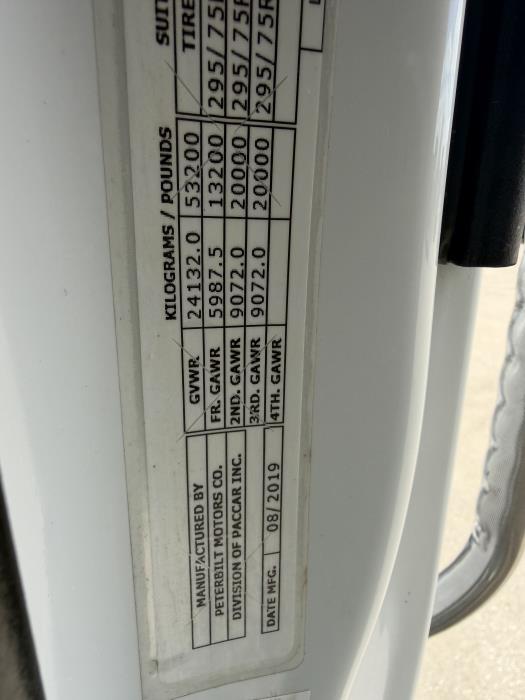 MANUFACTURED BY
PETERBILT MOTORS CO.
DIVISION OF PACCAR INC.
DATE MFG. 08/2019
KILOGRAMS / POUNDS
TIRE
GVWR 24132.0 53200
FR. GAWR 5987.5 13200 295/75
2ND. GAWR 9072.0 20000 295/75R
3RD. GAWR 9072.0 20000 295/75R
4TH. GAWR